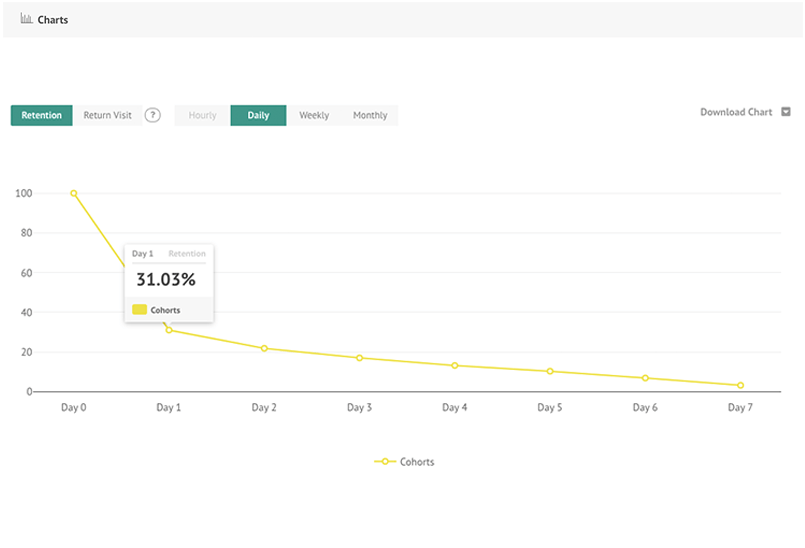 Charts
Retention Return Visit ? Hourly Daily Weekly Monthly Download Chart
100
80
60
40
20
0
Day 1 Retention
31.03%
Cohorts
Day 0 Day 1 Day 2 Day 3 Day 4 Day 5 Day 6 Day 7
Cohorts